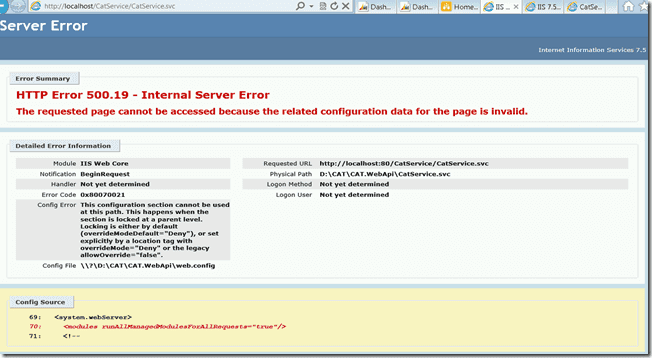 http://localhost/CatService/CatService.svc
Dash...
Dash...
Home...
IIS ...
IIS 7.5...
CatSe...
Server Error
Internet Information Services 7.5
Error Summary
HTTP Error 500.19 - Internal Server Error
The requested page cannot be accessed because the related configuration data for the page is invalid.
Detailed Error Information
Module IIS Web Core
Notification BeginRequest
Handler Not yet determined
Error Code 0x80070021
Config Error This configuration section cannot be used
at this path. This happens when the
section is locked at a parent level.
Locking is either by default
(overrideModeDefault="Deny"), or set
explicitly by a location tag with
overrideMode="Deny" or the legacy
allowOverride="false".
Config File \\?\D:\CAT\CAT.WebApi\web.config
Requested URL http://localhost:80/CatService/CatService.svc
Physical Path D:\CAT\CAT.WebApi\CatService.svc
Logon Method Not yet determined
Logon User Not yet determined
Config Source
69: <system.webServer>
70: <modules runAllManagedModulesForAllRequests="true"/>
71: <!--